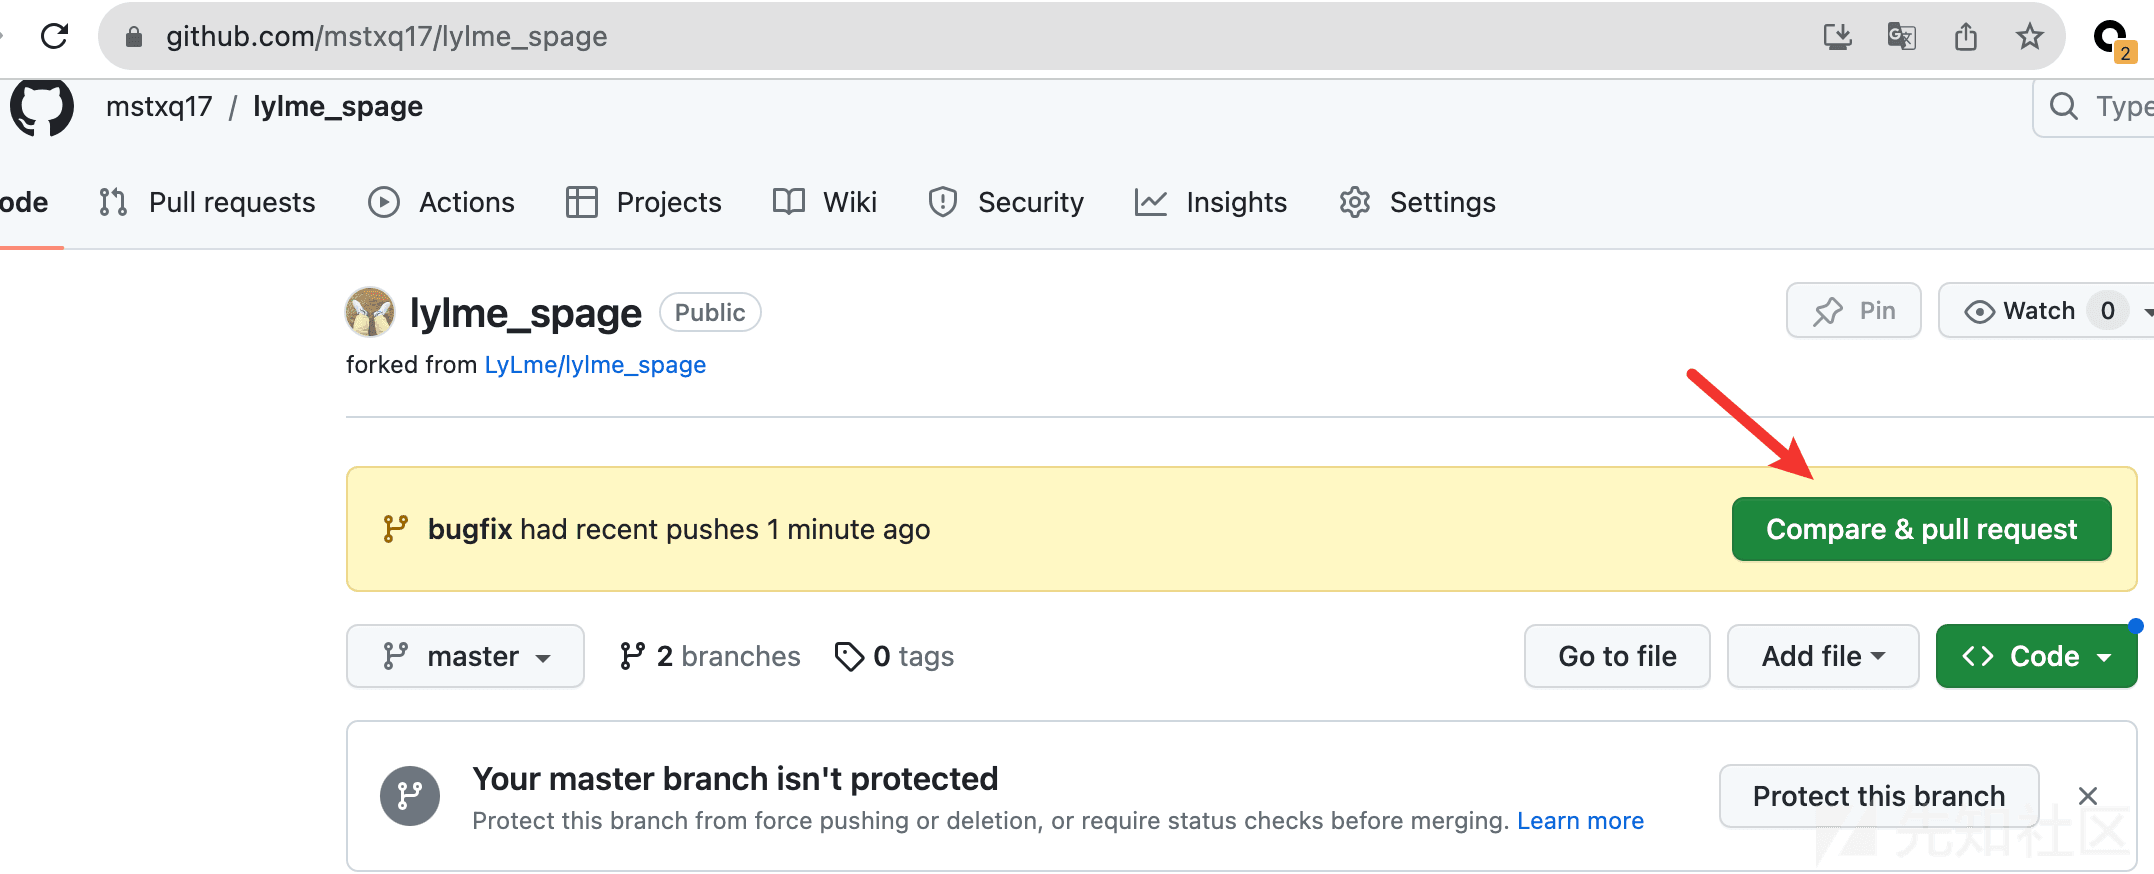 github.com/mstxq17/lylme_spage
2
mstxq17 / lylme_spage
Type
ode Pull requests Actions Projects Wiki Security Insights Settings
lylme_spage Public
Pin Watch 0
forked from LyLme/lylme_spage
bugfix had recent pushes 1 minute ago
Compare & pull request
master 2 branches 0 tags Go to file Add file <> Code
Your master branch isn't protected
Protect this branch from force pushing or deletion, or require status checks before merging. Learn more
Protect this branch
先知社区